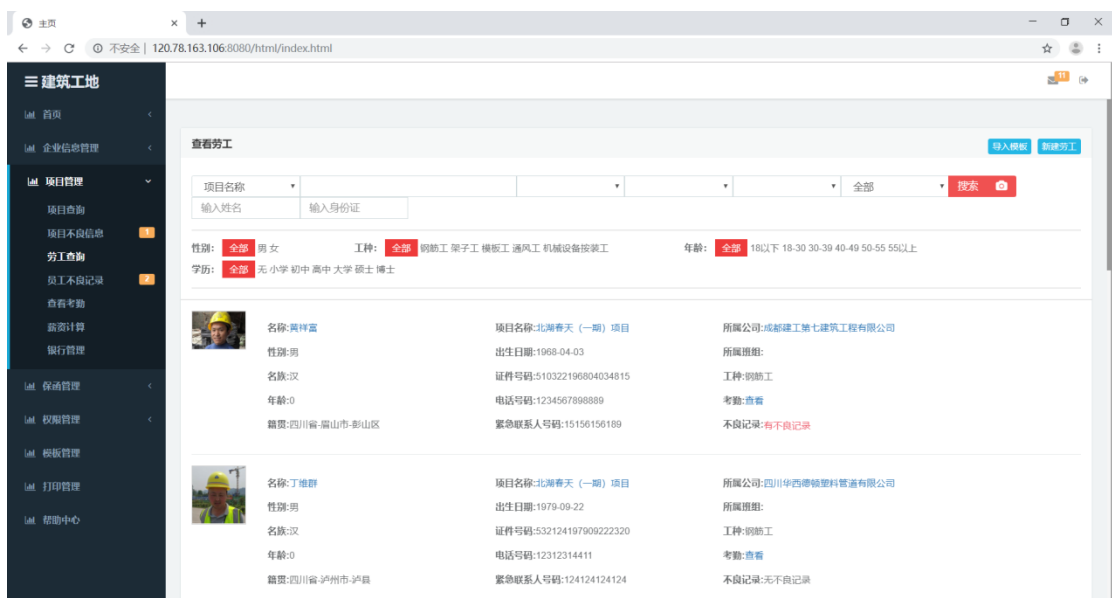 主页
不安全 | 120.78.163.106:8080/html/index.html
建筑工地
11
首页
企业信息管理
查看劳工
导入模板 新建劳工
项目管理
项目名称 全部 搜索
输入姓名 输入身份证
项目查询
项目不良信息 1
劳工查询
员工不良记录 2
查看考勤
薪资计算
银行管理
保函管理
权限管理
模板管理
打印管理
帮助中心
性别: 全部 男 女 工种: 全部 钢筋工 架子工 模板工 通风工 机械设备按装工 年龄: 全部 18以下 18-30 30-39 40-49 50-55 55以上
学历: 全部 无 小学 初中 高中 大学 硕士 博士
名称:黄祥富 项目名称:北湖春天（一期）项目 所属公司:成都建工第七建筑工程有限公司
性别:男 出生日期:1968-04-03 所属班组:
名族:汉 证件号码:510322196804034815 工种:钢筋工
年龄:0 电话号码:1234567898889 考勤:查看
籍贯:四川省-眉山市-彭山区 紧急联系人号码:15156156189 不良记录:有不良记录
名称:丁维群 项目名称:北湖春天（一期）项目 所属公司:四川华西德顿塑料管道有限公司
性别:男 出生日期:1979-09-22 所属班组:
名族:汉 证件号码:532124197909222320 工种:钢筋工
年龄:0 电话号码:12312314411 考勤:查看
籍贯:四川省-泸州市-泸县 紧急联系人号码:124124124124 不良记录:无不良记录